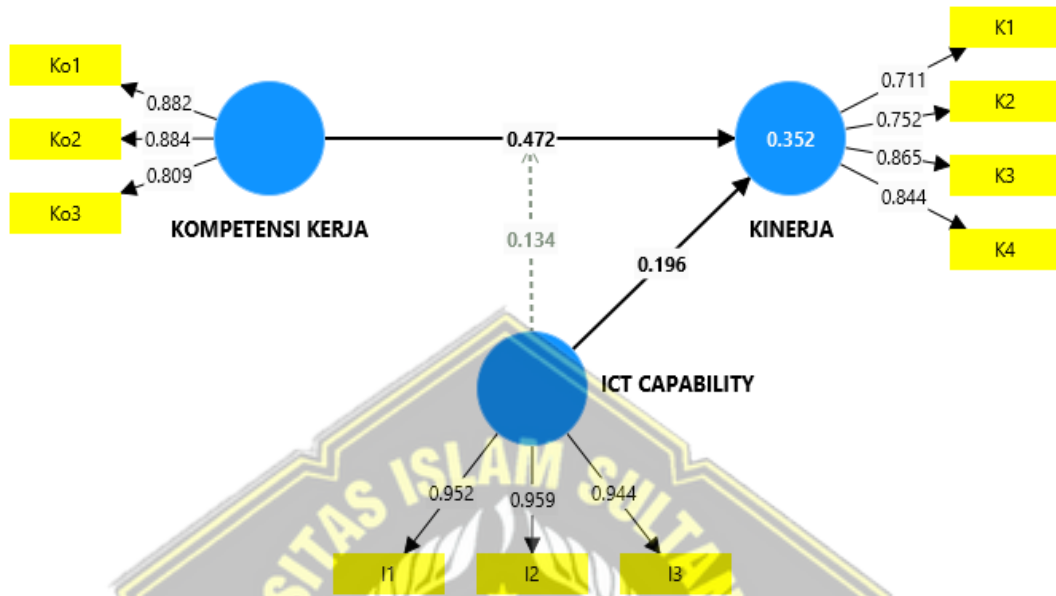 K1
Ko1
0.711
0.882
K2
0.752
Ko2
0.884
0.472
0.352
0.865
K3
0.809
0.844
Ko3
KOMPETENSI KERJA
KINERJA
0.134
K4
0.196
ICT CAPABILITY
ISLAM SULTAN
0.952
0.959
0.944
I1
I2
I3